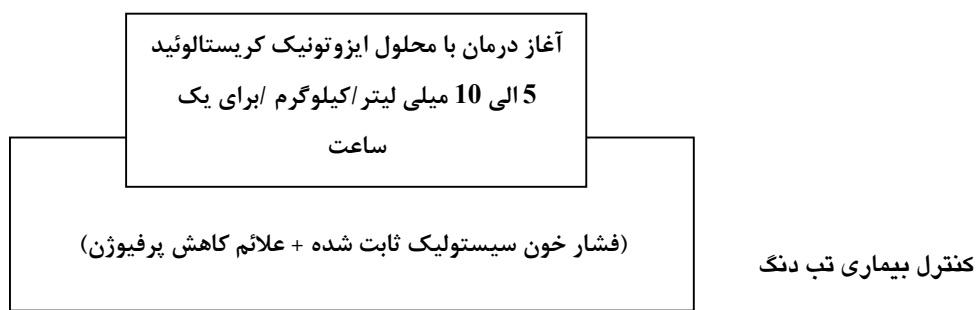 آغاز درمان با محلول ایزوتونیک کریستالوئید
5 الی 10 میلی لیتر/کیلوگرم /برای یک
ساعت
(فشار خون سیستولیک ثابت شده + علائم کاهش پرفیوژن)
کنترل بیماری تب دنگ